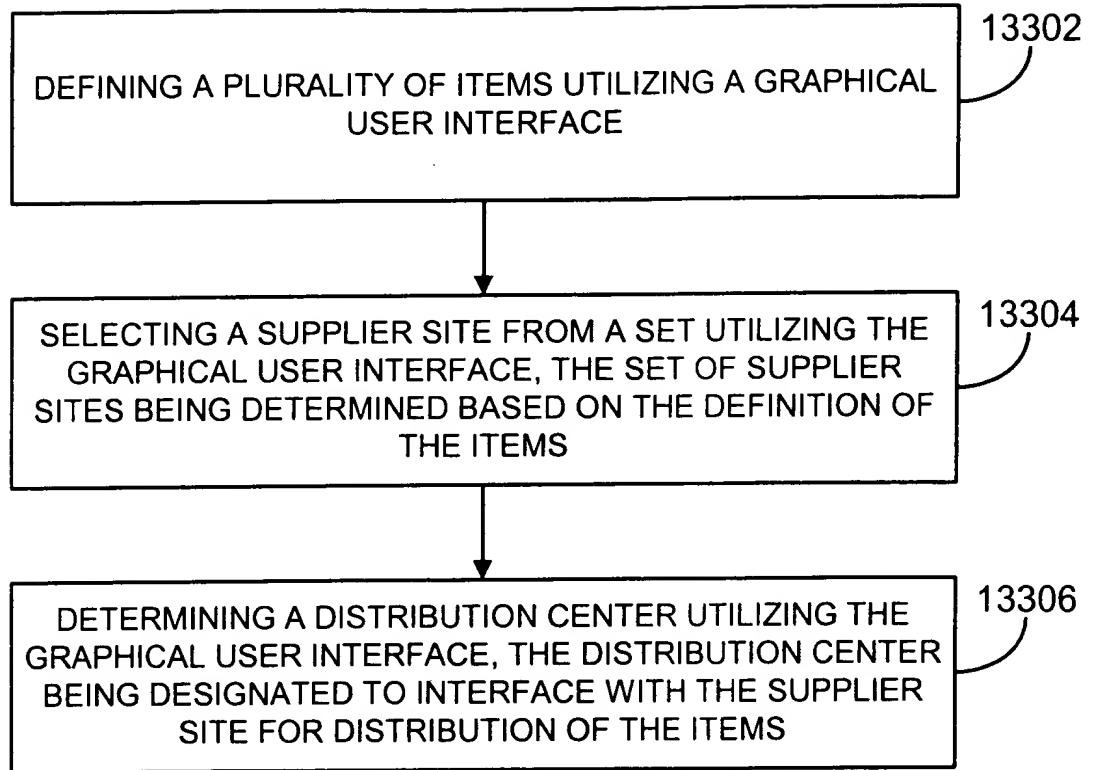 13302
DEFINING A PLURALITY OF ITEMS UTILIZING A GRAPHICAL
USER INTERFACE
13304
SELECTING A SUPPLIER SITE FROM A SET UTILIZING THE
GRAPHICAL USER INTERFACE, THE SET OF SUPPLIER
SITES BEING DETERMINED BASED ON THE DEFINITION OF
THE ITEMS
13306
DETERMINING A DISTRIBUTION CENTER UTILIZING THE
GRAPHICAL USER INTERFACE, THE DISTRIBUTION CENTER
BEING DESIGNATED TO INTERFACE WITH THE SUPPLIER
SITE FOR DISTRIBUTION OF THE ITEMS